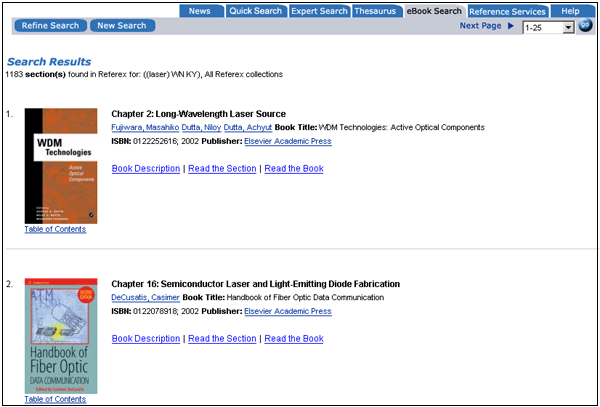 News Quick Search Expert Search Thesaurus eBook Search Reference Services Help
Refine Search New Search Next Page 1-25 go
Search Results
1183 section(s) found in Referex for: ((laser) WN KY), All Referex collections
1. Chapter 2: Long-Wavelength Laser Source
Fujiwara, Masahiko Dutta, Niloy Dutta, Achyut Book Title: WDM Technologies: Active Optical Components
ISBN: 0122252616; 2002 Publisher: Elsevier Academic Press
Book Description | Read the Section | Read the Book
WDM
Technologies
Active
Optical
Components
Table of Contents
2. Chapter 16: Semiconductor Laser and Light-Emitting Diode Fabrication
DeCusatis, Casimer Book Title: Handbook of Fiber Optic Data Communication
ISBN: 0122078918; 2002 Publisher: Elsevier Academic Press
Book Description | Read the Section | Read the Book
ATM
Handbook of
Fiber Optic
DATA COMMUNICATION
Table of Contents